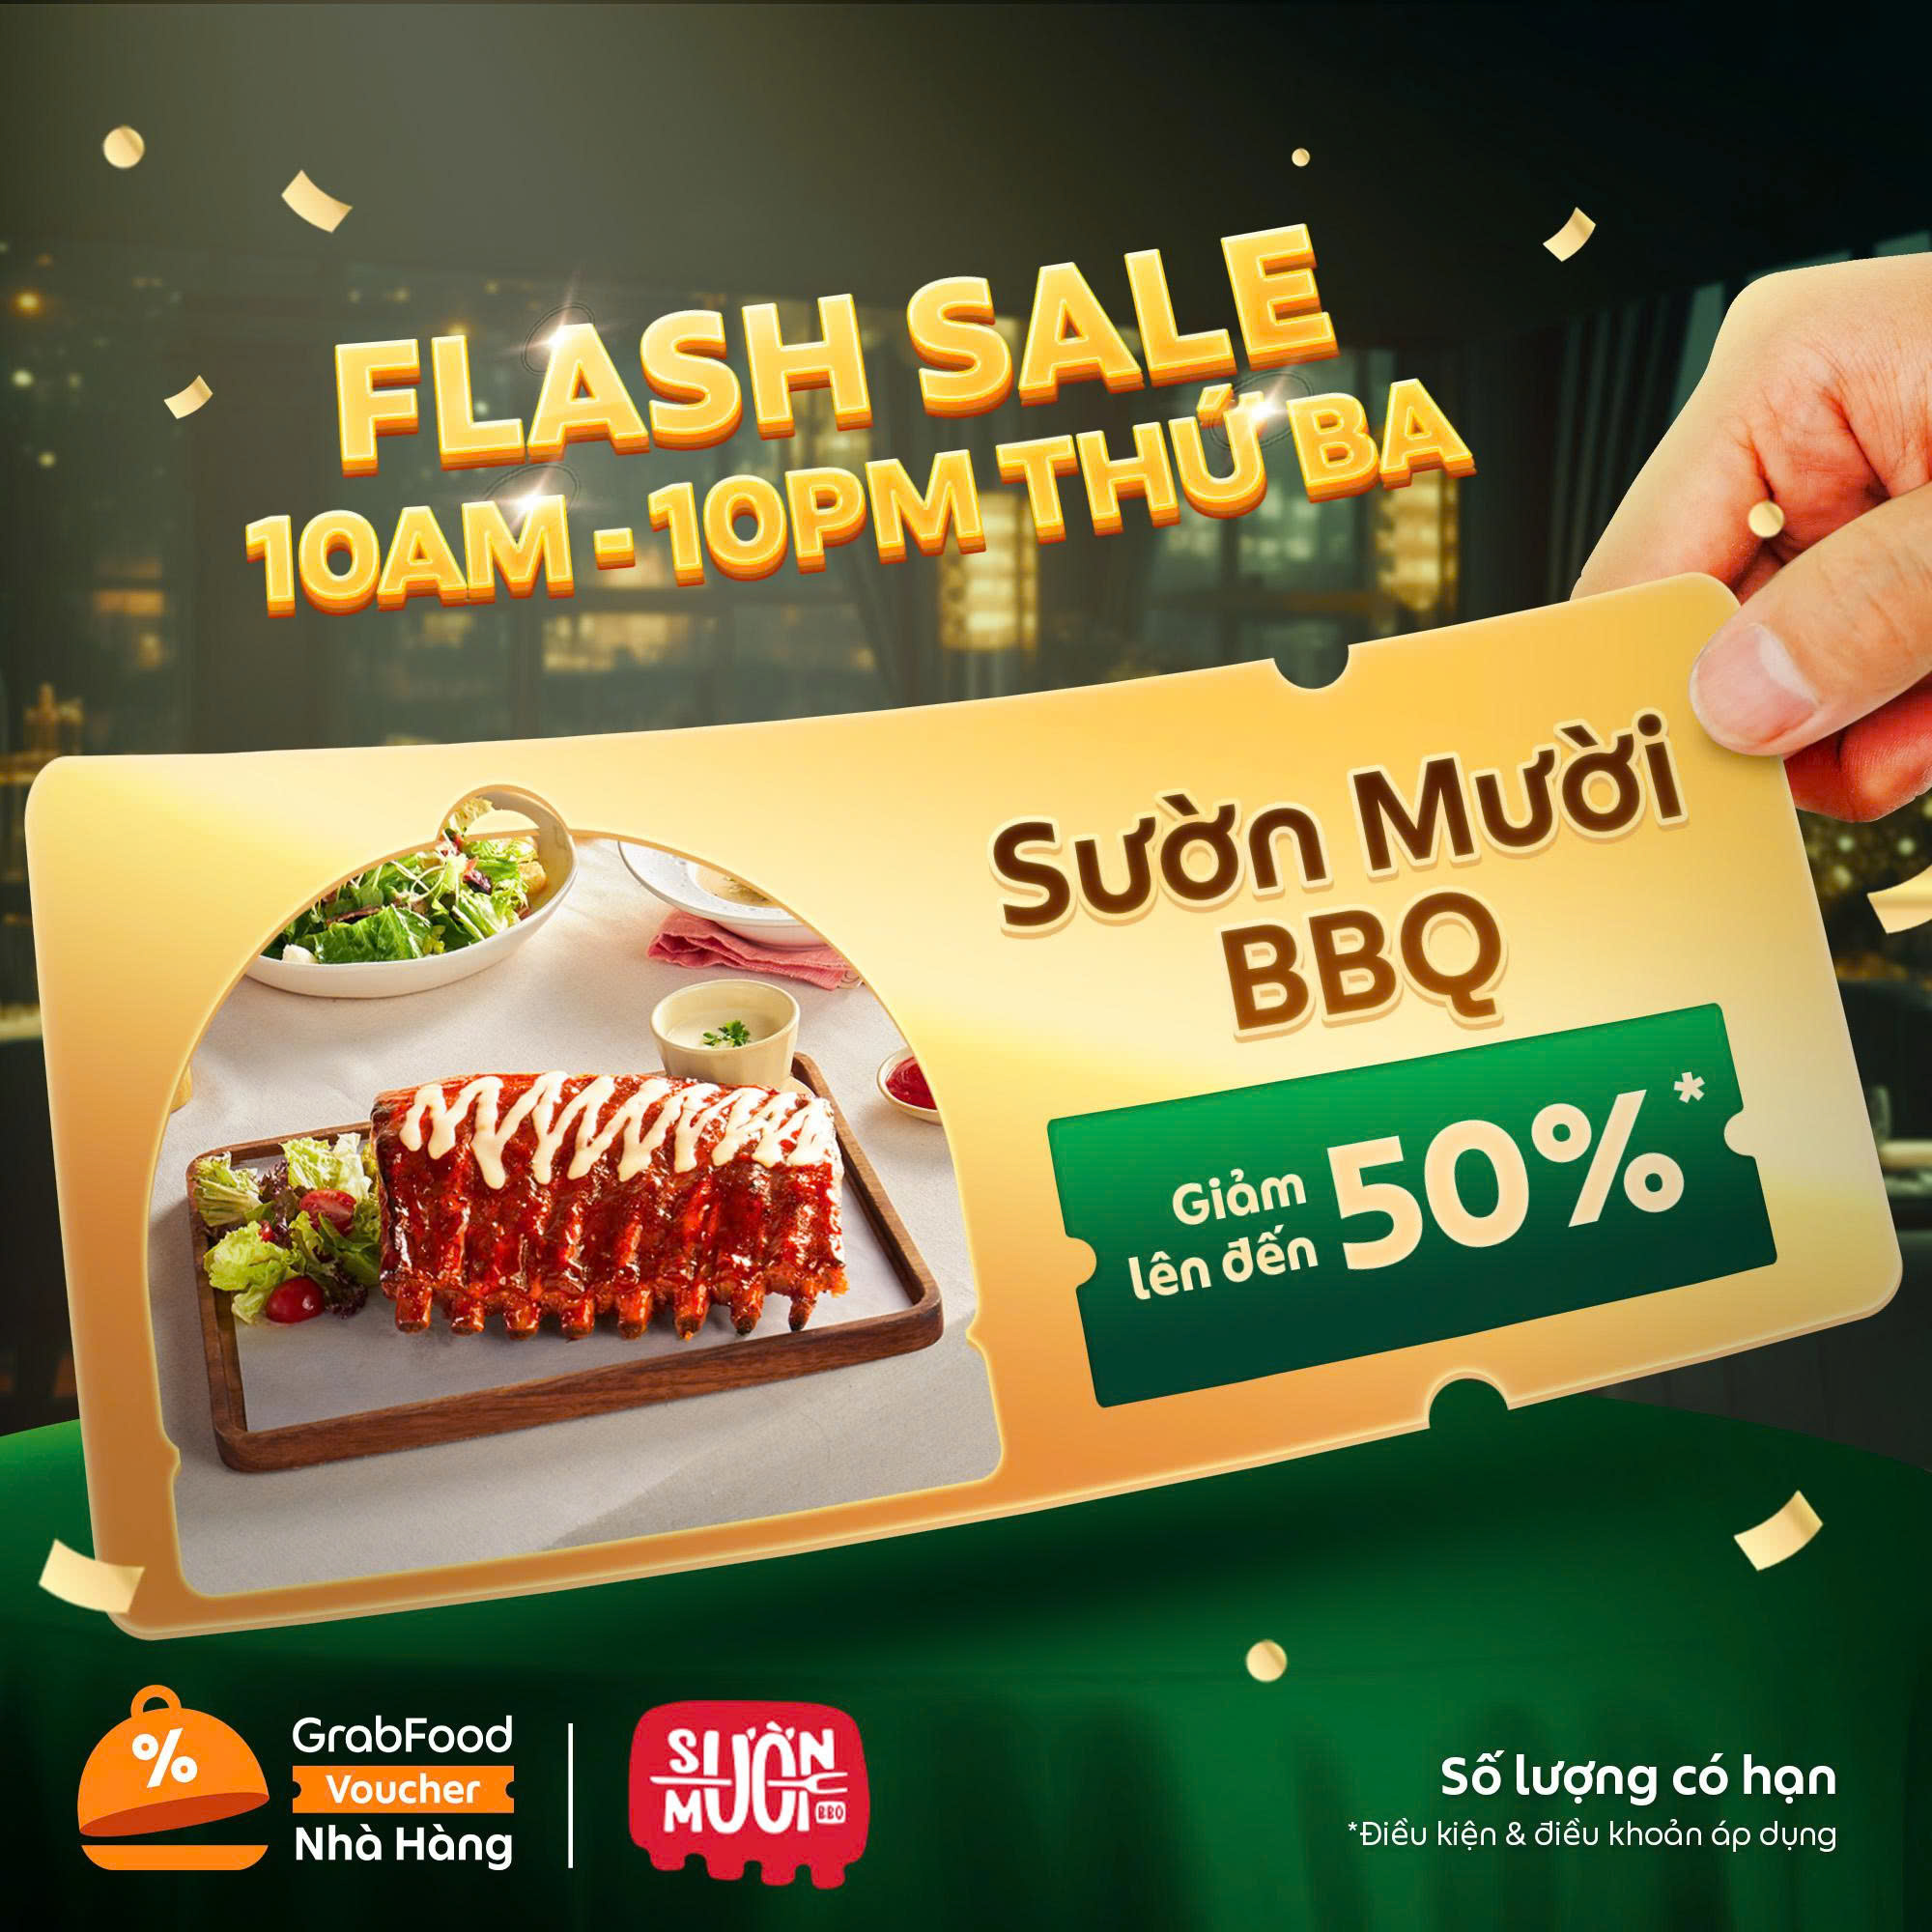 FLASH SALE
10AM - 10PM THỨ BA
Sườn Mười
BBQ
Giảm
lên đến 50%*
%
GrabFood
Voucher
Nhà Hàng
SƯỜN
MƯỜI BBQ
Số lượng có hạn
*Điều kiện & điều khoản áp dụng